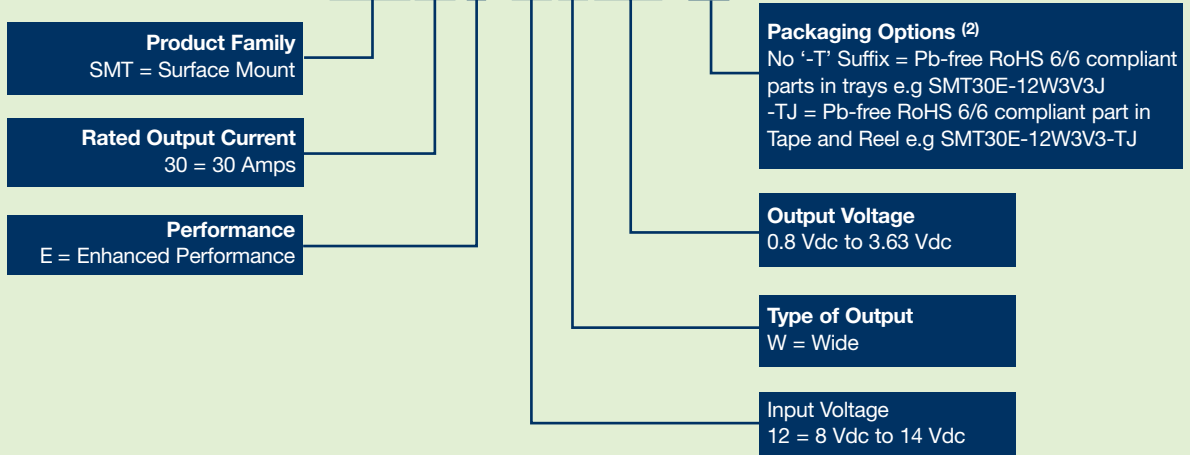 Product Family
SMT = Surface Mount
Rated Output Current
30 = 30 Amps
Performance
E = Enhanced Performance
Packaging Options (2)
No ‘-T’ Suffix = Pb-free RoHS 6/6 compliant
parts in trays e.g SMT30E-12W3V3J
-TJ = Pb-free RoHS 6/6 compliant part in
Tape and Reel e.g SMT30E-12W3V3-TJ
Output Voltage
0.8 Vdc to 3.63 Vdc
Type of Output
W = Wide
Input Voltage
12 = 8 Vdc to 14 Vdc